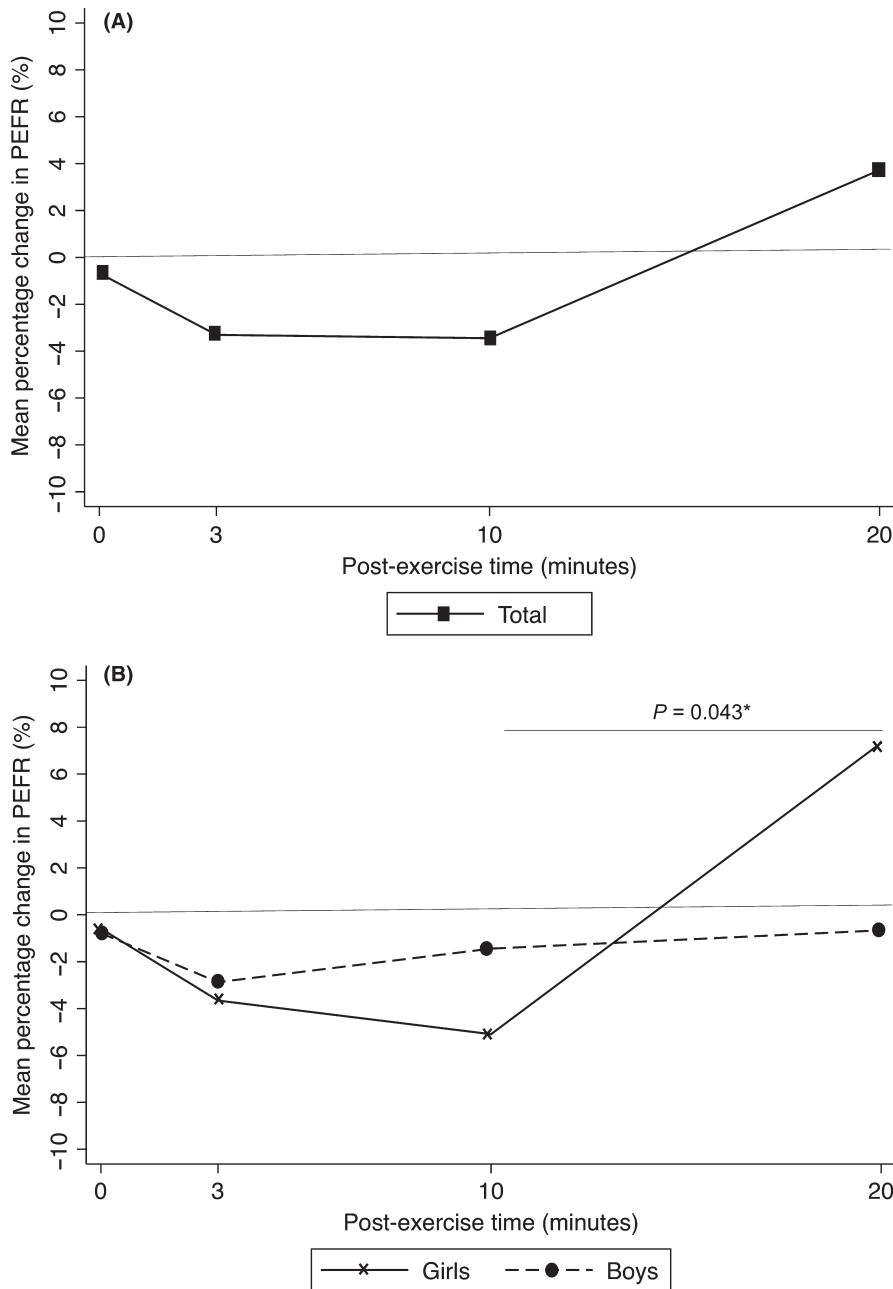 (A)
Mean percentage change in PEFR (%)
10
8
6
4
2
0
−2
−4
−6
−8
−10
0 3 10 20
Post-exercise time (minutes)
Total
(B)
Mean percentage change in PEFR (%)
10
8
6
4
2
0
−2
−4
−6
−8
−10
P = 0.043*
0 3 10 20
Post-exercise time (minutes)
Girls Boys